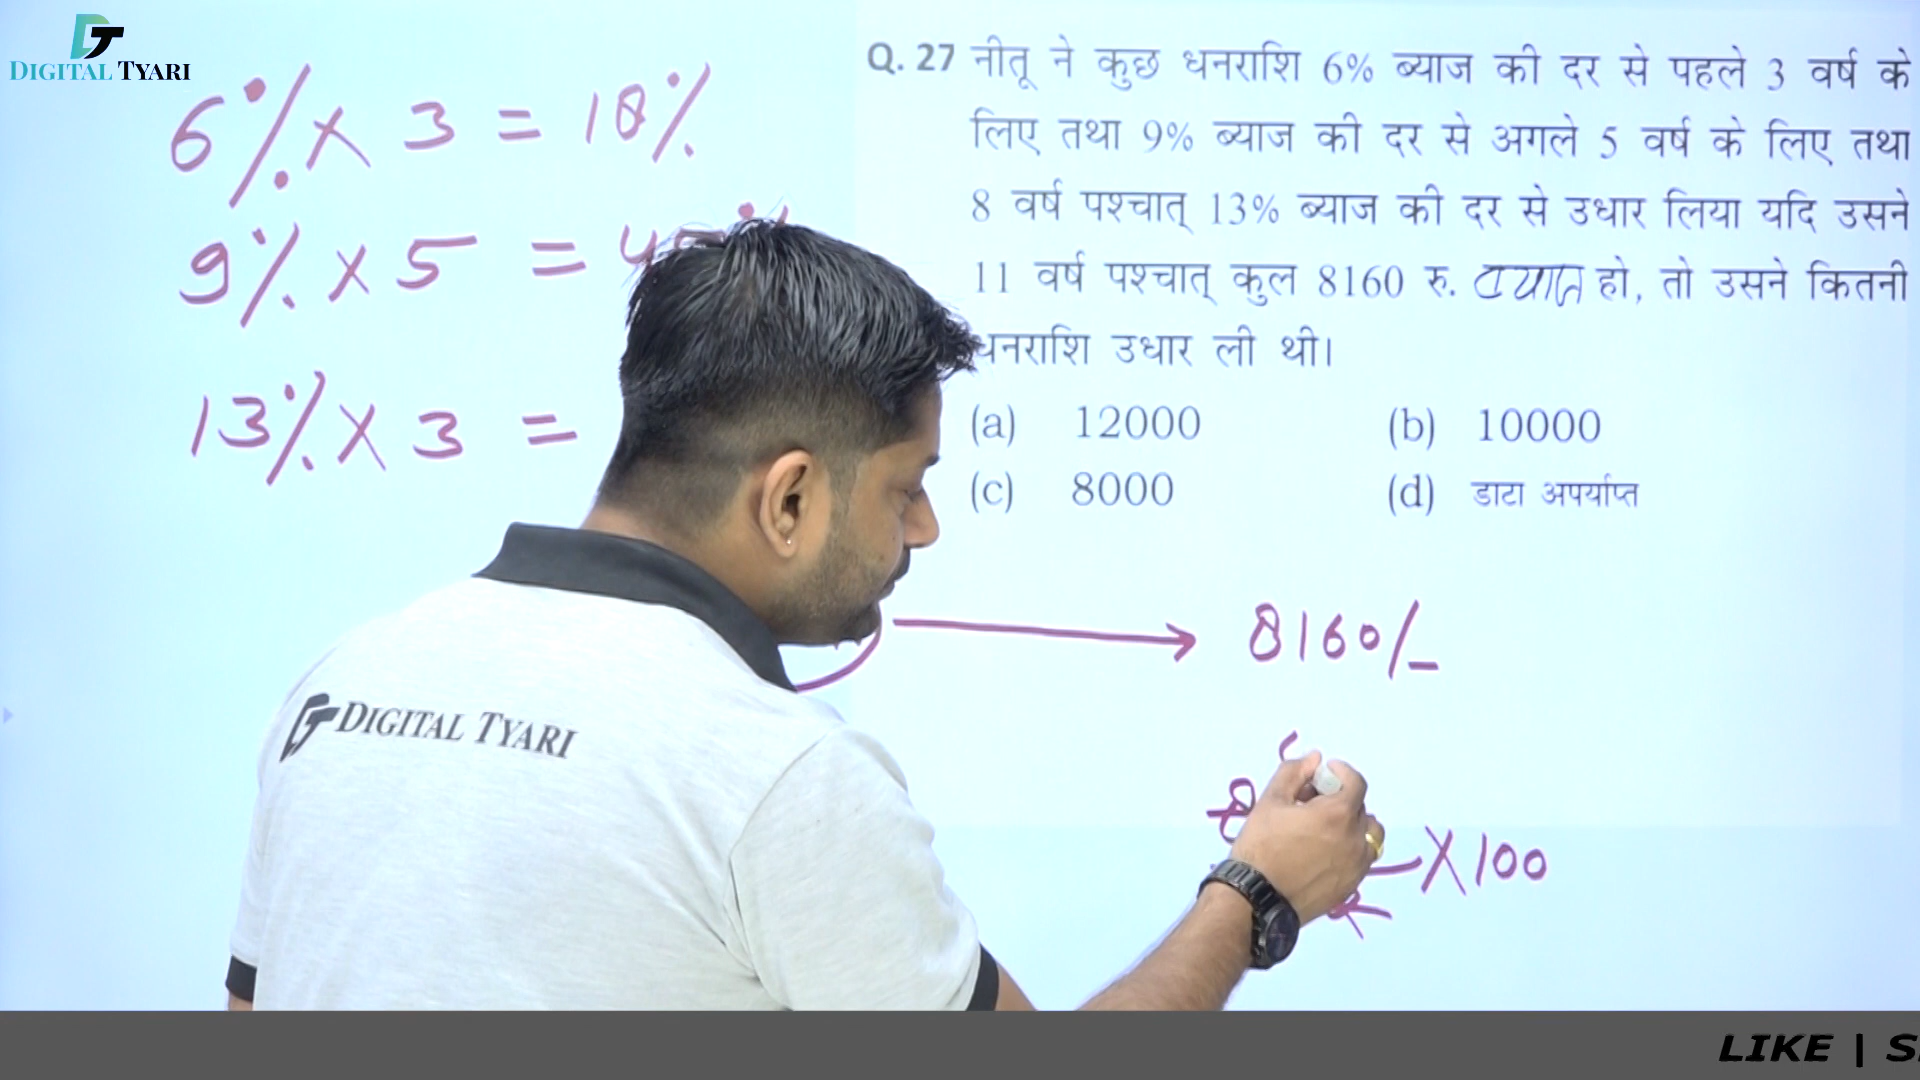 DIGITAL TYARI
6% × 3 = 18%
9% × 5 =
13% × 3 =
Q. 27 नीतू ने कुछ धनराशि 6% ब्याज की दर से पहले 3 वर्ष के
लिए तथा 9% ब्याज की दर से अगले 5 वर्ष के लिए तथा
8 वर्ष पश्चात् 13% ब्याज की दर से उधार लिया यदि उसने
11 वर्ष पश्चात् कुल 8160 रु. ब्याज हो, तो उसने कितनी
धनराशि उधार ली थी।
(a) 12000 (b) 10000
(c) 8000 (d) डाटा अपर्याप्त
8160/-
× 100
DIGITAL TYARI
LIKE |